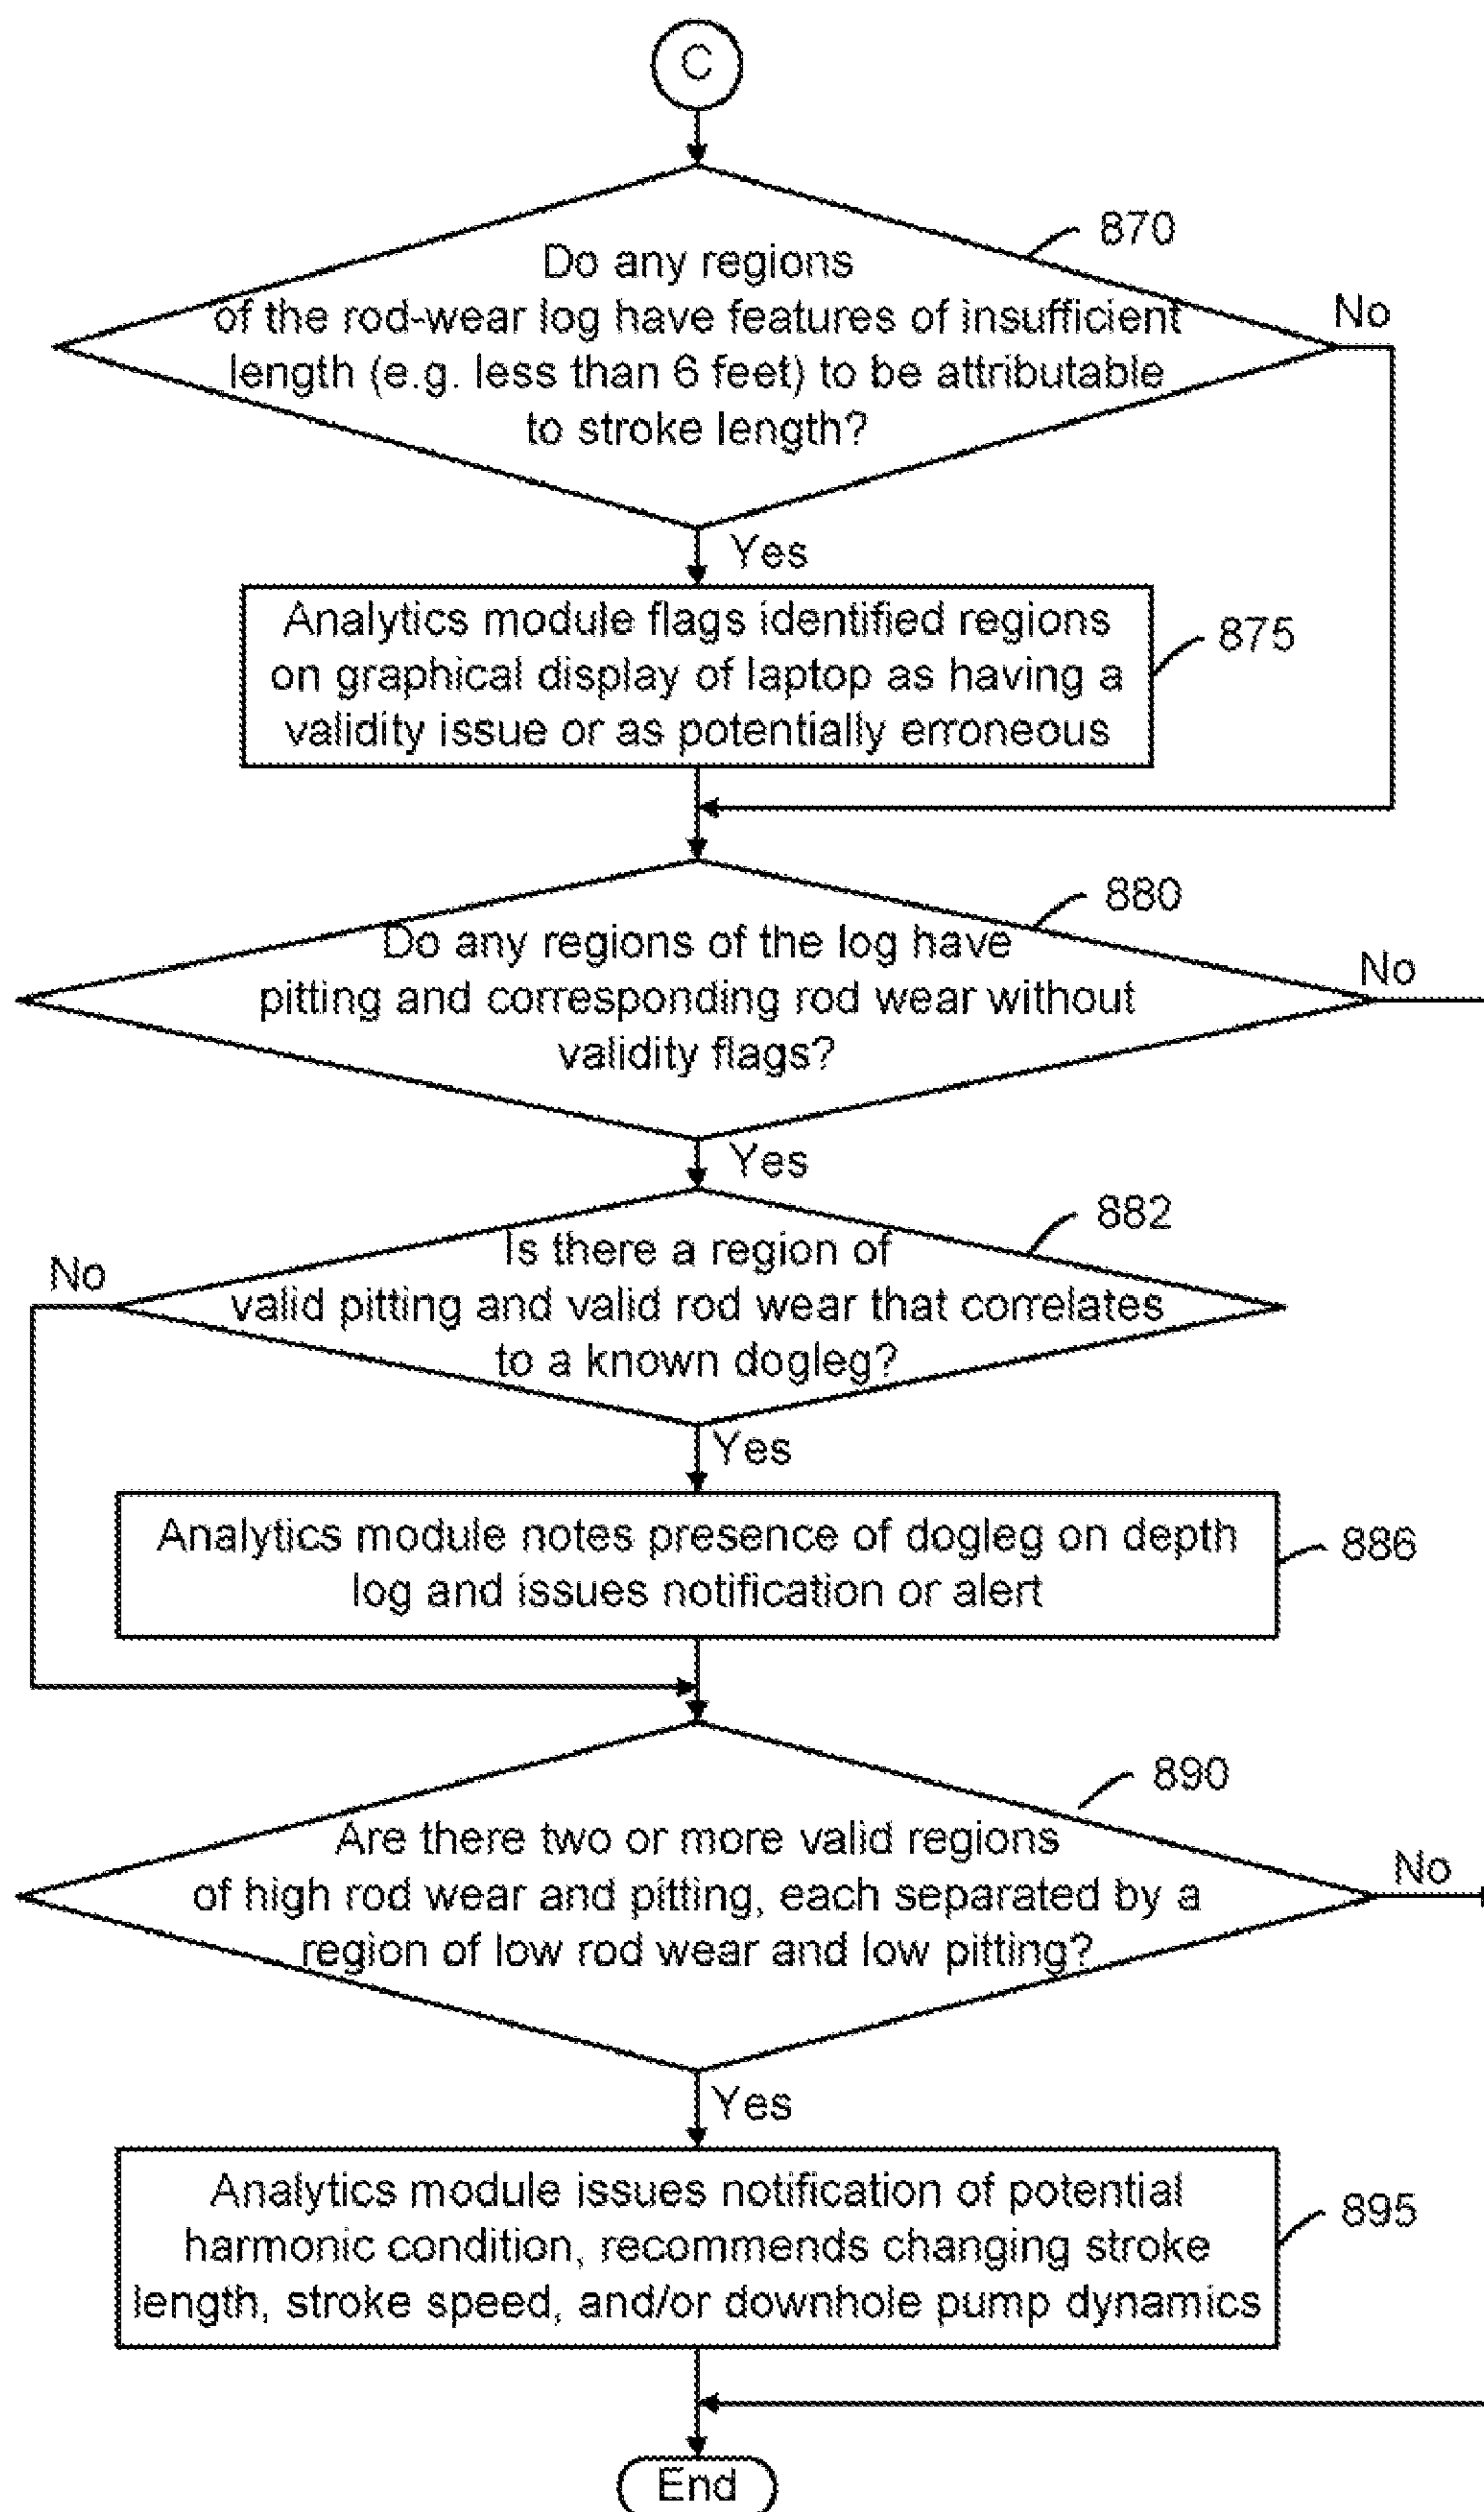 C
870
Do any regions
of the rod-wear log have features of insufficient
length (e.g. less than 6 feet) to be attributable
to stroke length?
No
Yes
Analytics module flags identified regions
on graphical display of laptop as having a
validity issue or as potentially erroneous
875
880
Do any regions of the log have
pitting and corresponding rod wear without
validity flags?
No
Yes
882
Is there a region of
valid pitting and valid rod wear that correlates
to a known dogleg?
No
Yes
Analytics module notes presence of dogleg on depth
log and issues notification or alert
886
890
Are there two or more valid regions
of high rod wear and pitting, each separated by a
region of low rod wear and low pitting?
No
Yes
Analytics module issues notification of potential
harmonic condition, recommends changing stroke
length, stroke speed, and/or downhole pump dynamics
895
End